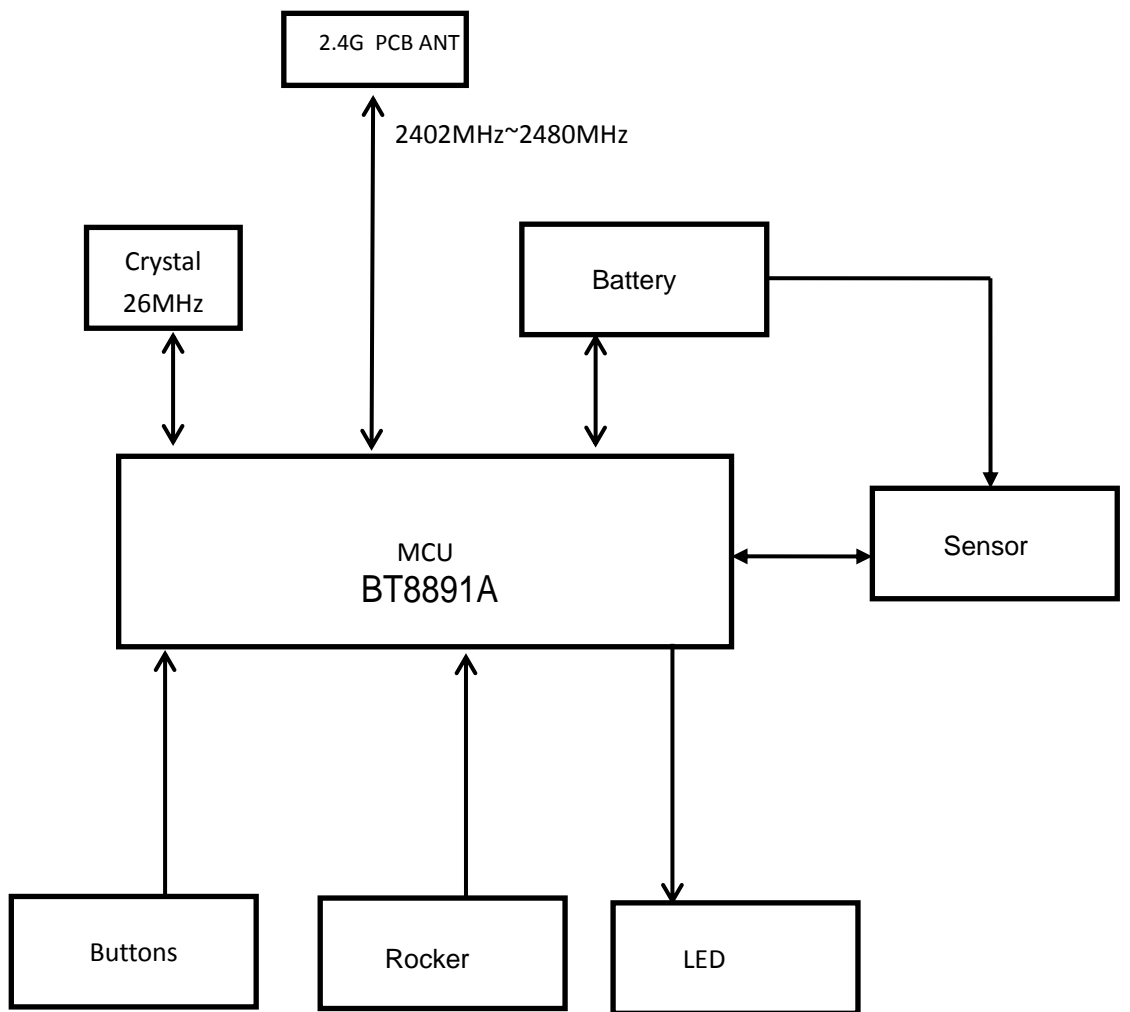 2.4G PCB ANT
2402MHz~2480MHz
Crystal
26MHz
Battery
Sensor
MCU
BT8891A
Buttons
Rocker
LED